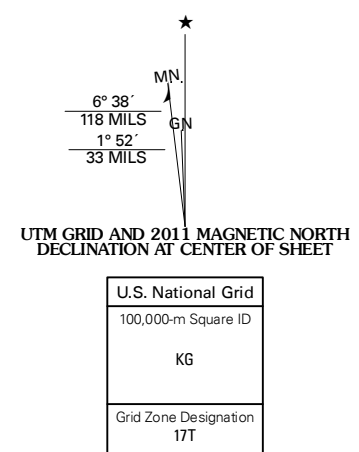 ★
MN
6° 38´
118 MILS
GN
1° 52´
33 MILS
UTM GRID AND 2011 MAGNETIC NORTH
DECLINATION AT CENTER OF SHEET
U.S. National Grid
100,000-m Square ID
KG
Grid Zone Designation
17T